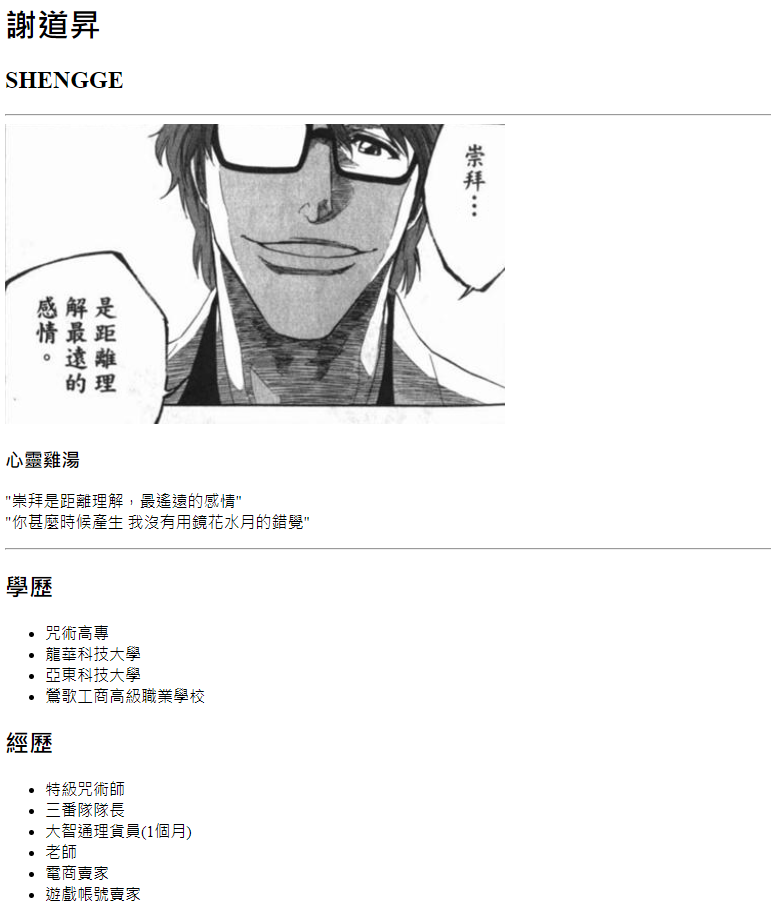 謝道昇
SHENGGE
崇拜…
是距離理
解最遠的
感情。
心靈雞湯
"崇拜是距離理解，最遙遠的感情"
"你甚麼時候產生 我沒有用鏡花水月的錯覺"
學歷
咒術高專
龍華科技大學
亞東科技大學
鶯歌工商高級職業學校
經歷
特級咒術師
三番隊隊長
大智通理貨員(1個月)
老師
電商賣家
遊戲帳號賣家